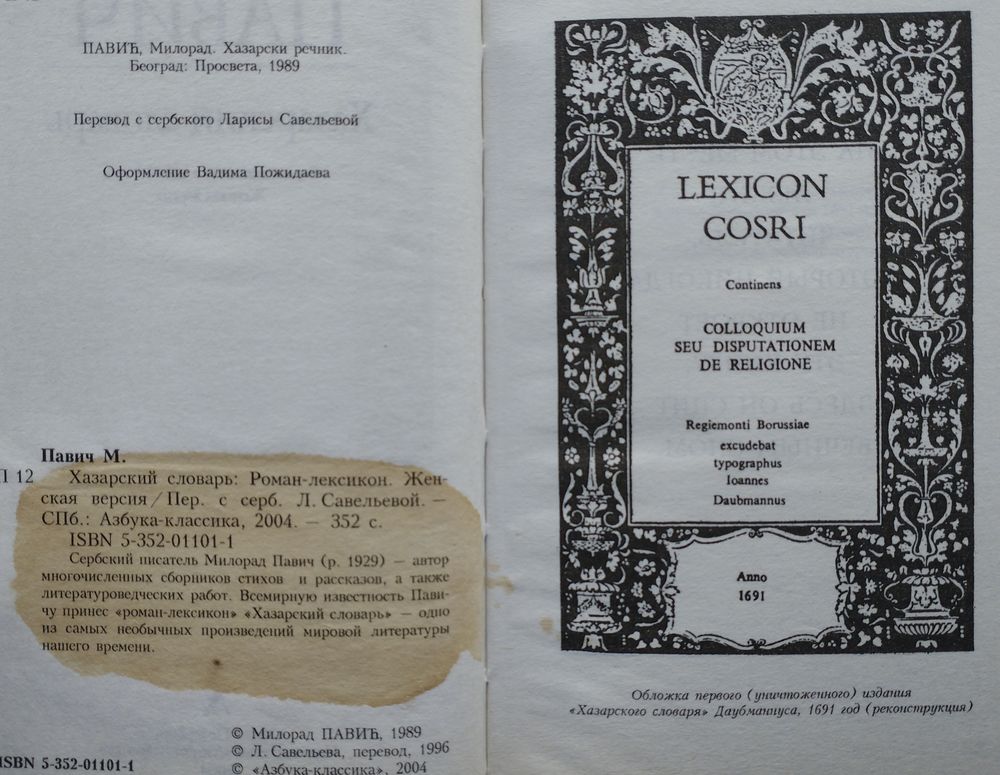 ПАВИЋ, Милорад. Хазарски речник.
Београд: Просвета, 1989
Перевод с сербского Ларисы Савельевой
Оформление Вадима Пожидаева
Павич М.
П 12
Хазарский словарь: Роман-лексикон. Жен-
ская версия / Пер. с серб. Л. Савельевой. —
СПб.: Азбука-классика, 2004. — 352 с.
ISBN 5-352-01101-1
Сербский писатель Милорад Павич (р. 1929) — автор
многочисленных сборников стихов и рассказов, а также
литературоведческих работ. Всемирную известность Пави-
чу принес «роман-лексикон» «Хазарский словарь» — одно
из самых необычных произведений мировой литературы
нашего времени.
© Милорад ПАВИЋ, 1989
© Л. Савельева, перевод, 1996
ISBN 5-352-01101-1
© «Азбука-классика», 2004
LEXICON
COSRI
Continens
COLLOQUIUM
SEU DISPUTATIONEM
DE RELIGIONE
Regiemonti Borussiae
excudebat
typographus
Ioannes
Daubmannus
Anno
1691
Обложка первого (уничтоженного) издания
«Хазарского словаря» Даубмануса, 1691 год (реконструкция)